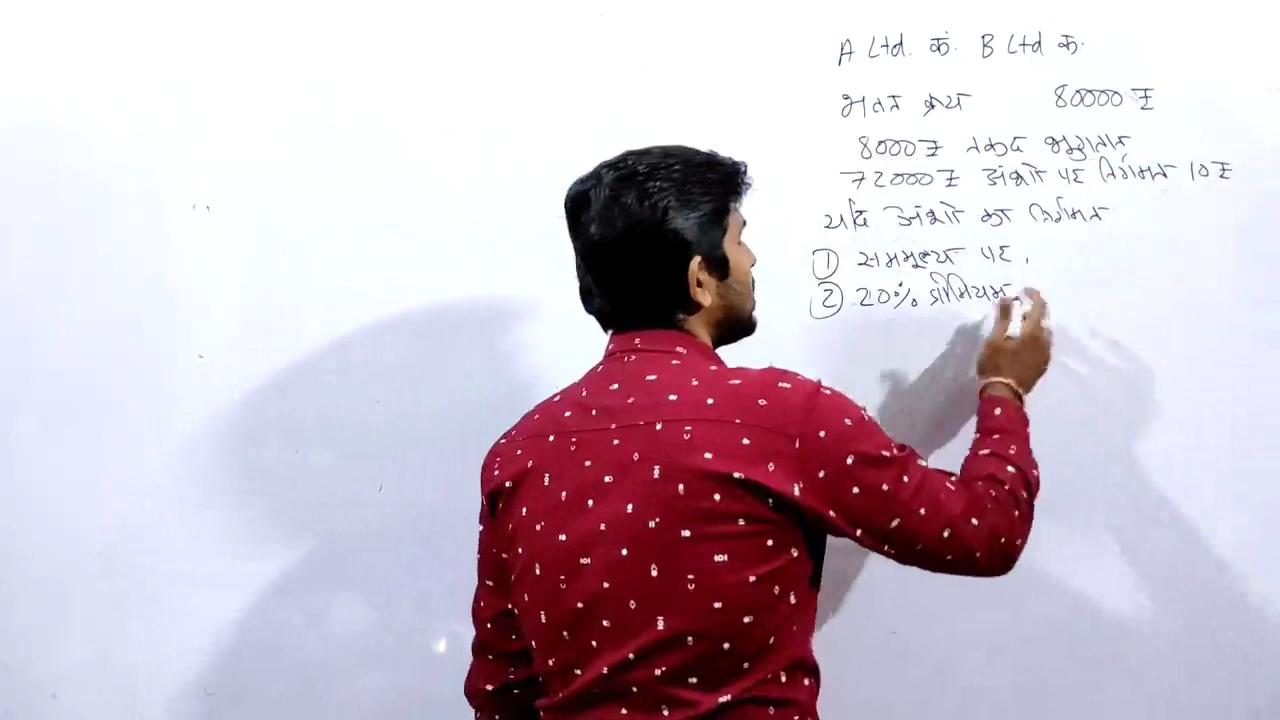 A Ltd. कं. B Ltd कं.
भवन क्रय 80000 ₹
8000 ₹ नकद भुगतान
72000 ₹ अंशो पर निर्गमन 10 ₹
यदि अंशो का निर्गमन
① सममूल्य पर,
② 20% प्रीमियम